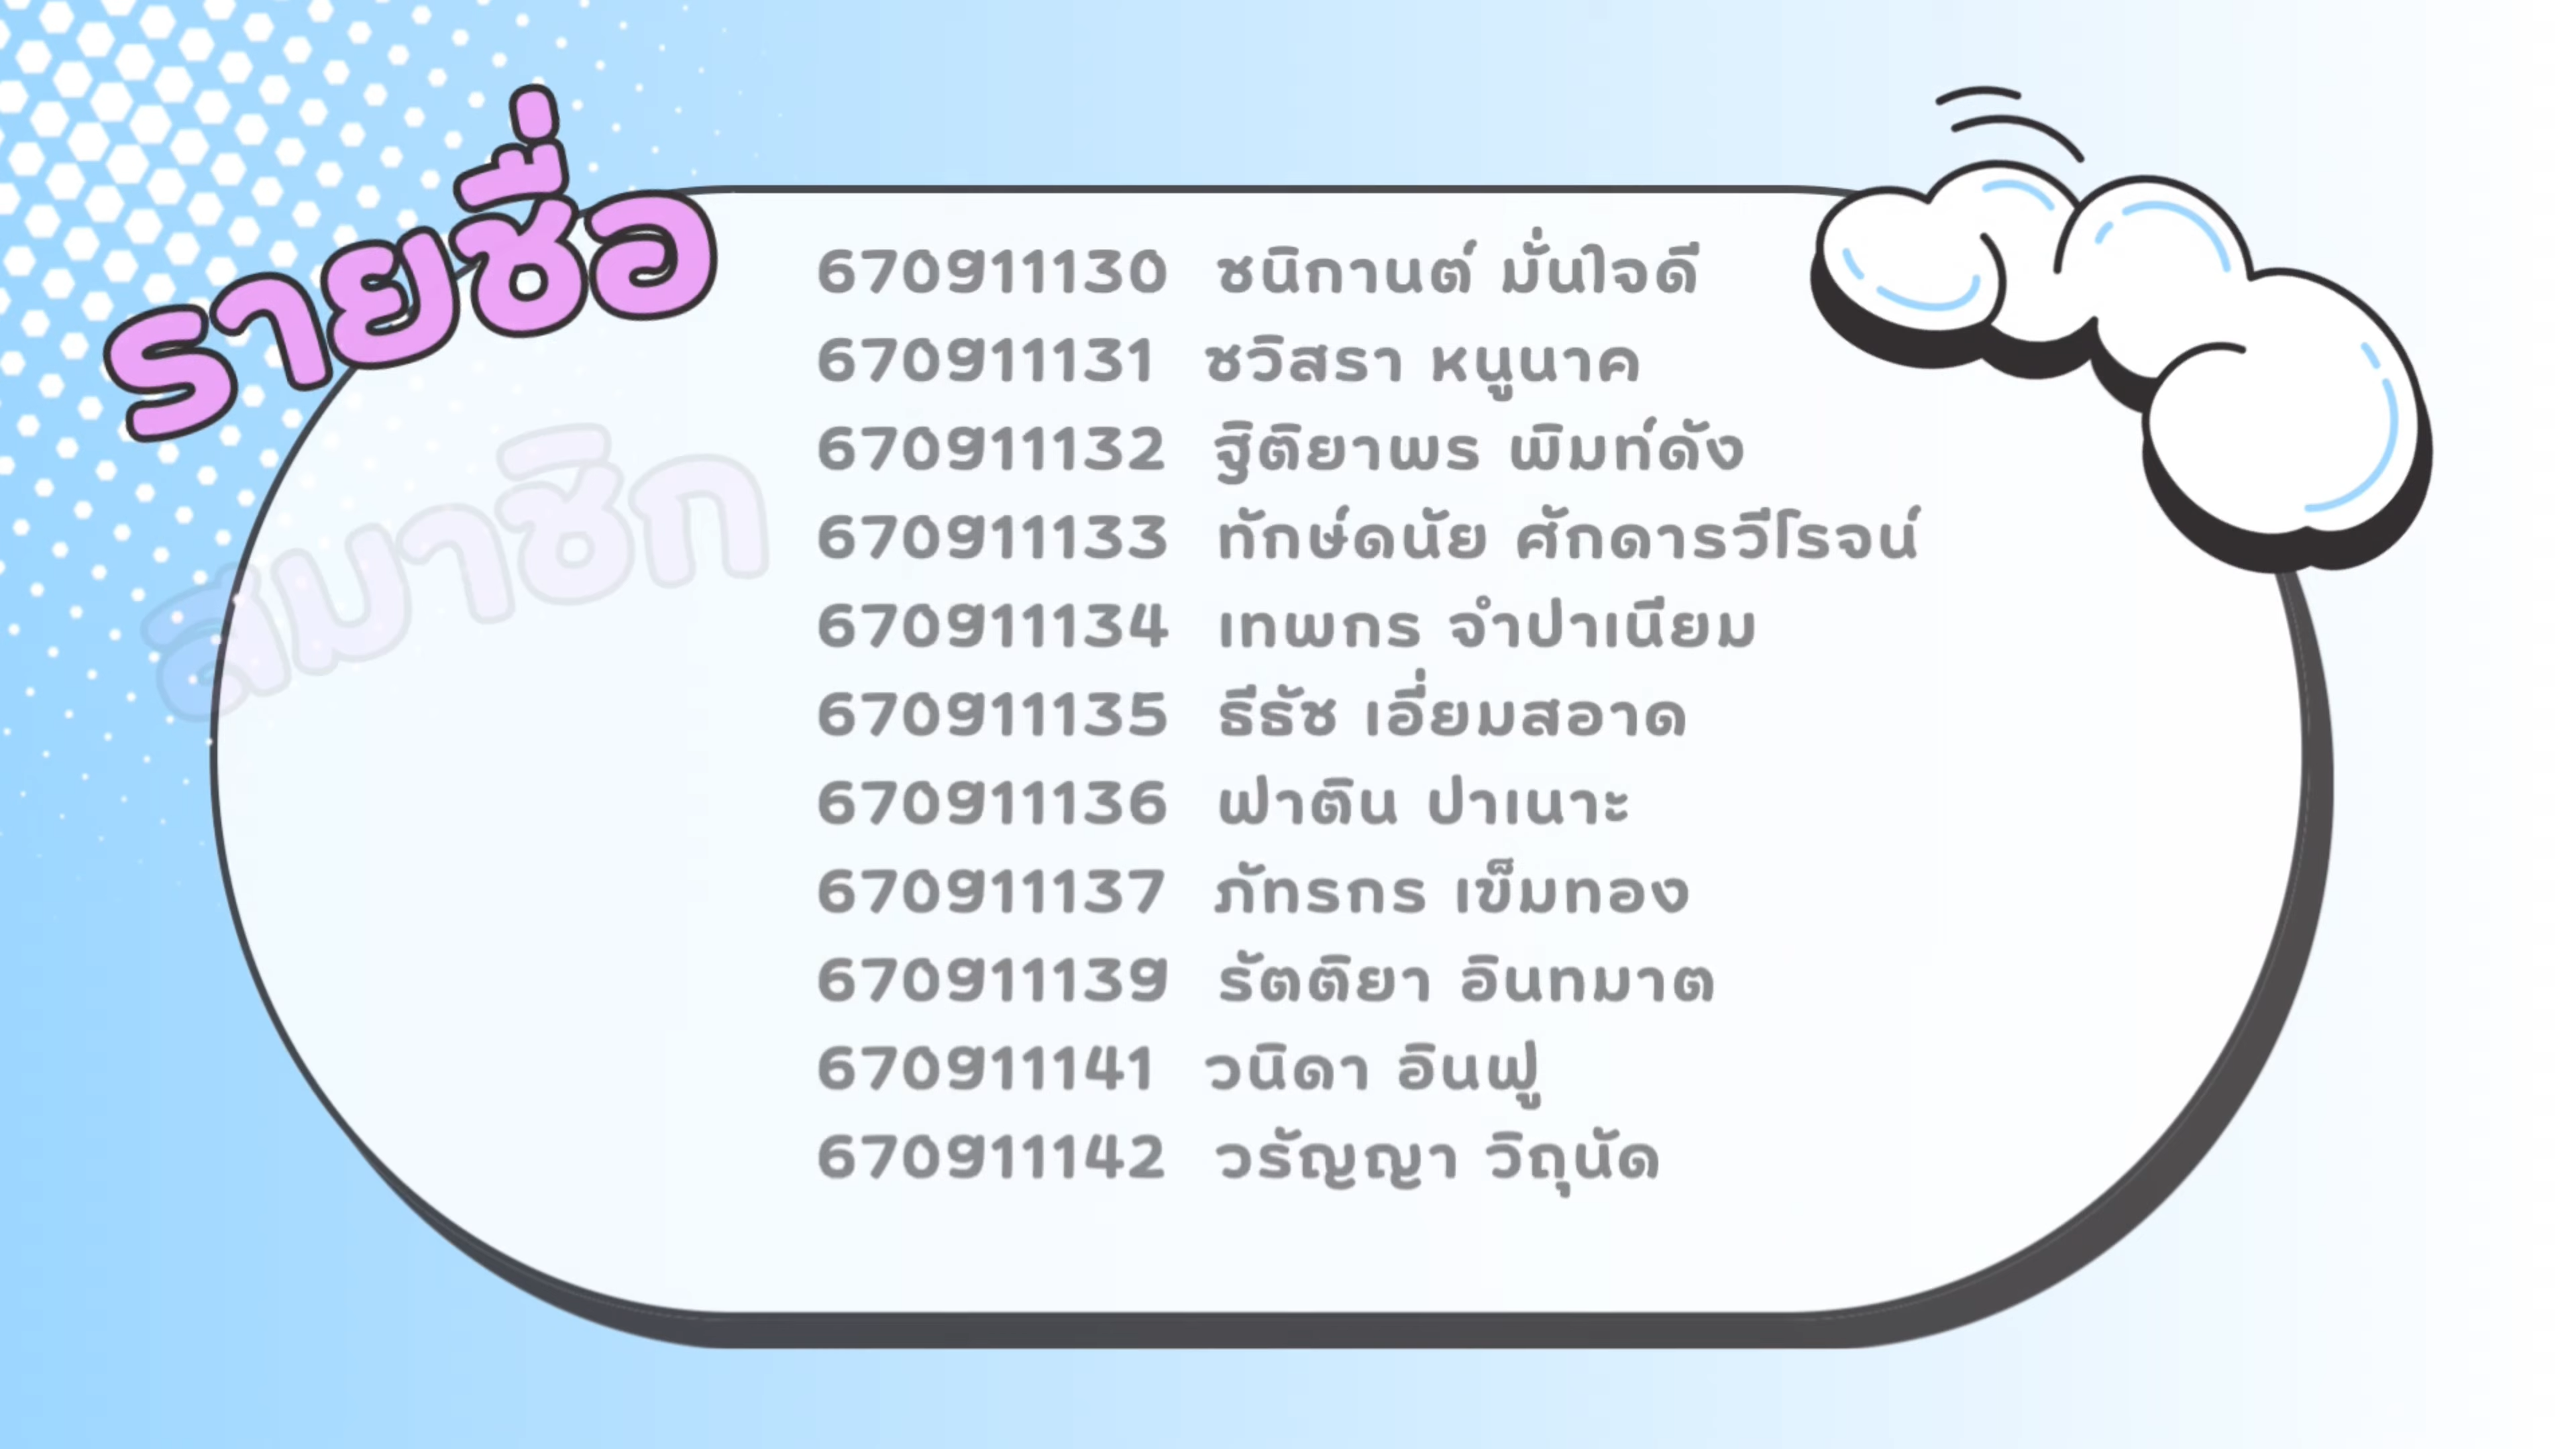 รายชื่อ
สมาชิก
670911130 ชนิกานต์ มั่นใจดี
670911131 ชวิสรา หนูนาค
670911132 ฐิติยาพร พิมท์ดัง
670911133 ทักษ์ดนัย ศักดารวีโรจน์
670911134 เทพกร จำปาเนียม
670911135 ธีธัช เอี่ยมสอาด
670911136 ฟาติน ปาเนาะ
670911137 ภัทรกร เข็มทอง
670911139 รัตติยา อินทมาต
670911141 วนิดา อินฟู
670911142 วรัญญา วิถุนัด